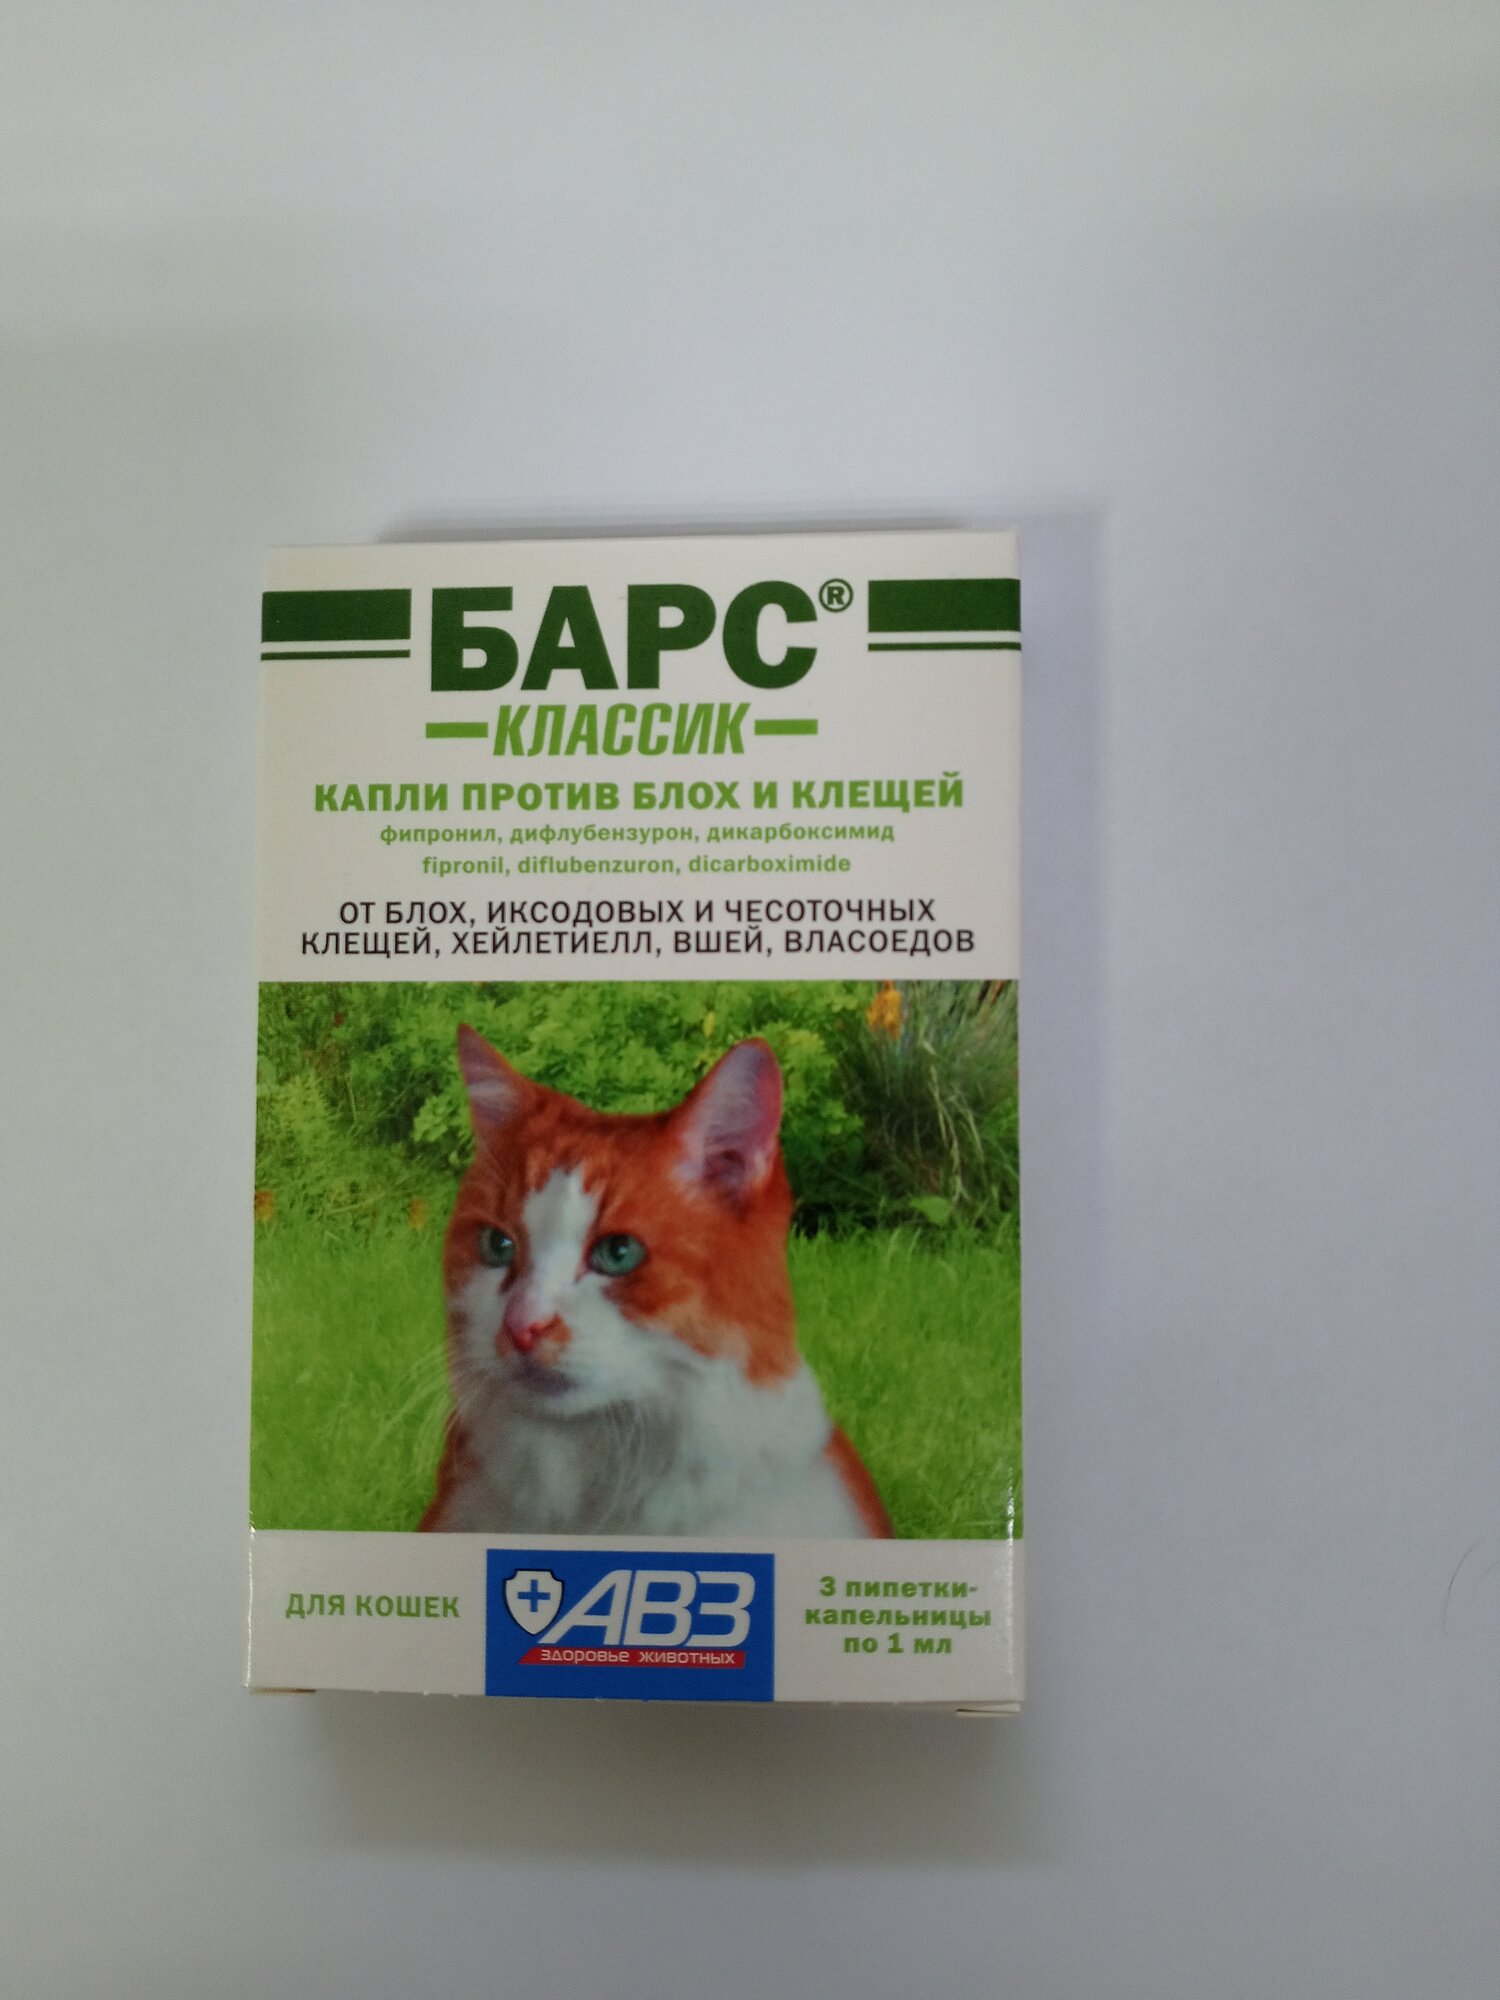 БАРС®
КЛАССИК
КАПЛИ ПРОТИВ БЛОХ И КЛЕЩЕЙ
фипронил, дифлубензурон, дикарбоксимид
fipronil, diflubenzuron, dicarboximide
ОТ БЛОХ, ИКСОДОВЫХ И ЧЕСОТОЧНЫХ
КЛЕЩЕЙ, ХЕЙЛЕТИЕЛЛ, ВШЕЙ, ВЛАСОЕДОВ
ДЛЯ КОШЕК
АВЗ
здоровье животных
3 пипетки-
капельницы
по 1 мл